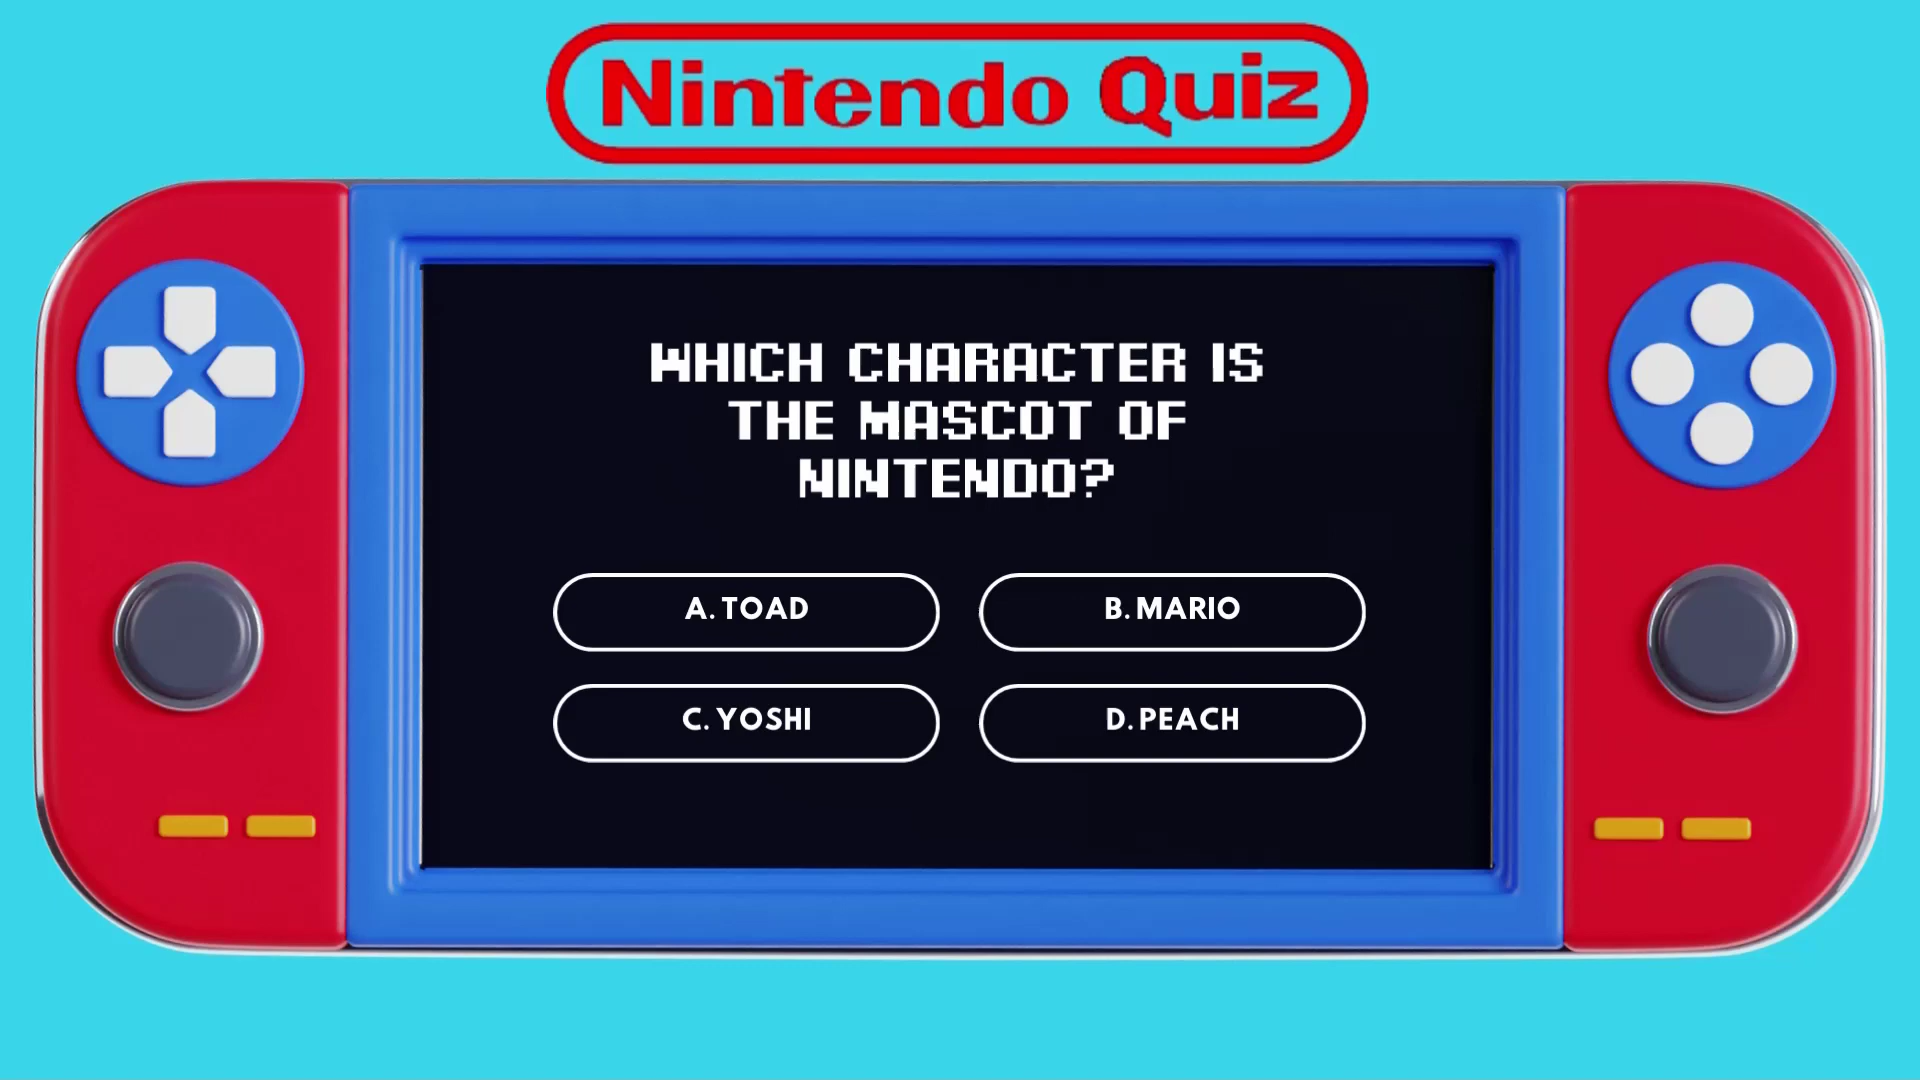 Nintendo Quiz
WHICH CHARACTER IS
THE MASCOT OF
NINTENDO?
A. TOAD
B. MARIO
C. YOSHI
D. PEACH